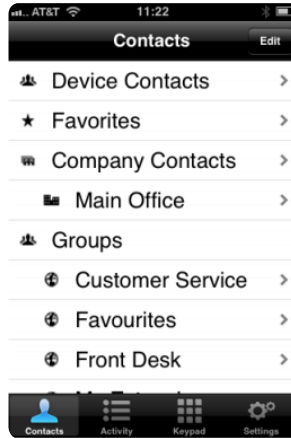 AT&T 11:22
Contacts Edit
Device Contacts
Favorites
Company Contacts
Main Office
Groups
Customer Service
Favourites
Front Desk
Contacts Activity Keypad Settings